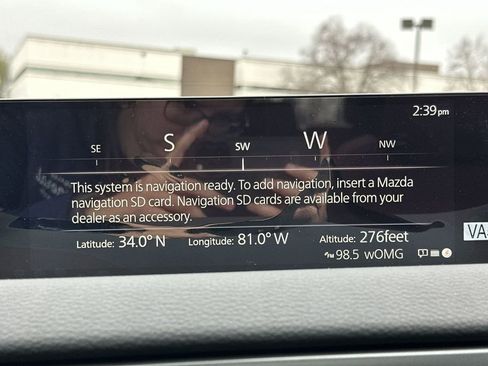 2:39pm
SE S SW W NW
This system is navigation ready. To add navigation, insert a Mazda
navigation SD card. Navigation SD cards are available from your
dealer as an accessory.
Latitude: 34.0° N Longitude: 81.0° W Altitude: 276feet
FM 98.5 wOMG
VA